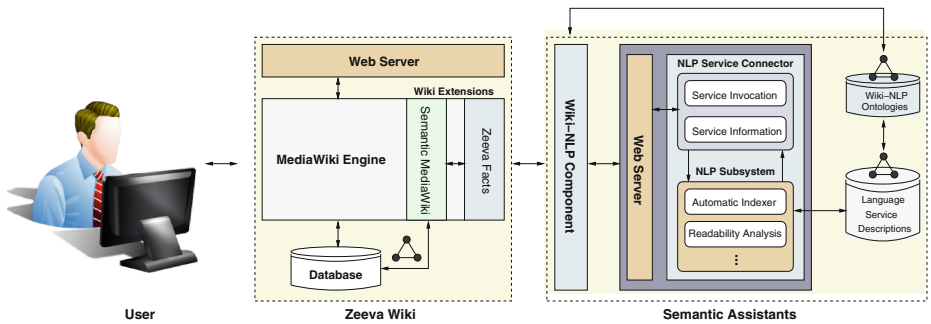 Web Server
Wiki Extensions
MediaWiki Engine
Semantic MediaWiki
Zeeva Facts
Database
Wiki–NLP Component
Web Server
NLP Service Connector
Service Invocation
Service Information
NLP Subsystem
Automatic Indexer
Readability Analysis
...
Wiki–NLP
Ontologies
Language
Service
Descriptions
User
Zeeva Wiki
Semantic Assistants